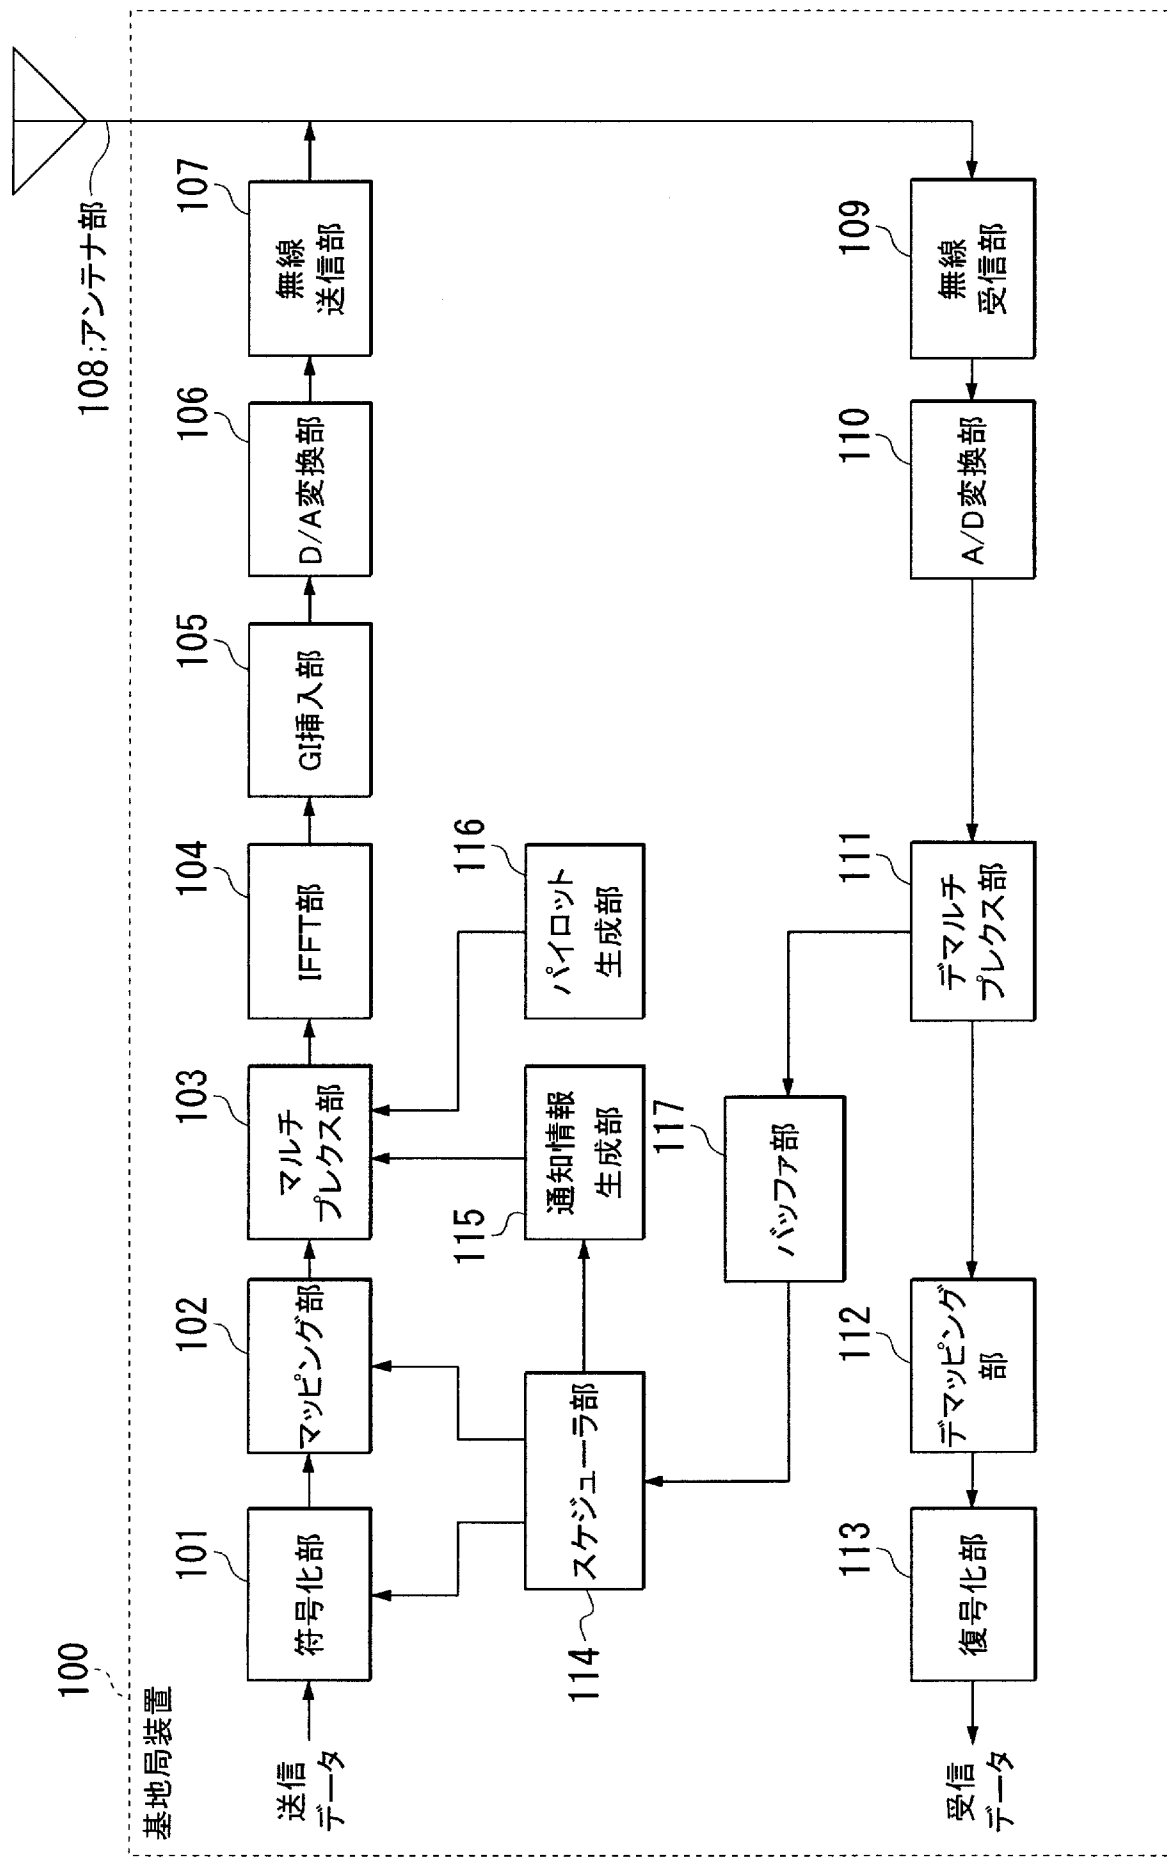 100
基地局装置
108:アンテナ部
送信
データ
101
符号化部
102
マッピング部
103
マルチ
プレクス部
104
IFFT部
105
GI挿入部
106
D/A変換部
107
無線
送信部
114
スケジューラ部
115
通知情報
生成部
116
パイロット
生成部
117
バッファ部
受信
データ
113
復号化部
112
デマッピング
部
111
デマルチ
プレクス部
110
A/D変換部
109
無線
受信部